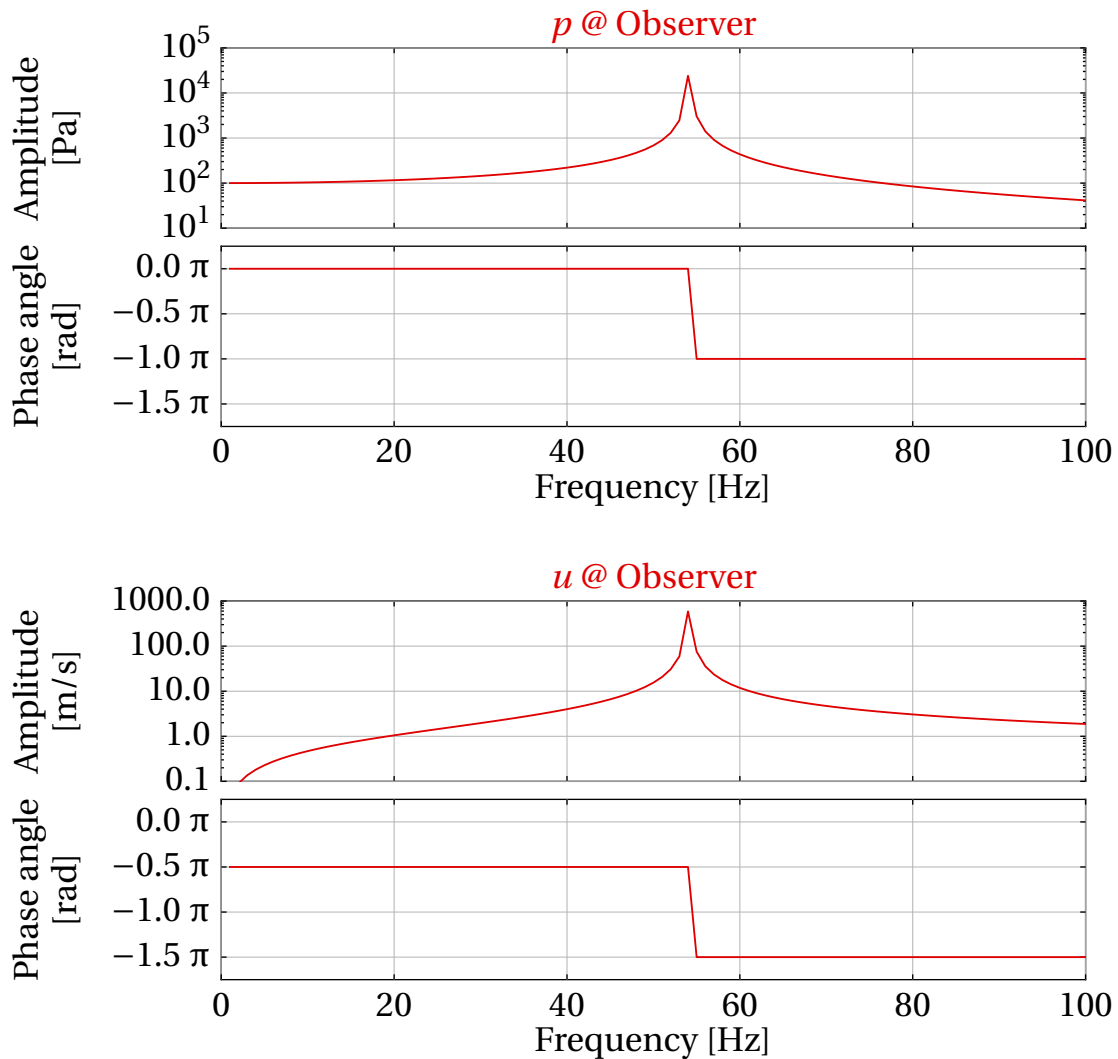 p @ Observer
Amplitude
[Pa]
10⁵
10⁴
10³
10²
10¹
Phase angle
[rad]
0.0 π
−0.5 π
−1.0 π
−1.5 π
0 20 40 60 80 100
Frequency [Hz]
u @ Observer
Amplitude
[m/s]
1000.0
100.0
10.0
1.0
0.1
Phase angle
[rad]
0.0 π
−0.5 π
−1.0 π
−1.5 π
0 20 40 60 80 100
Frequency [Hz]